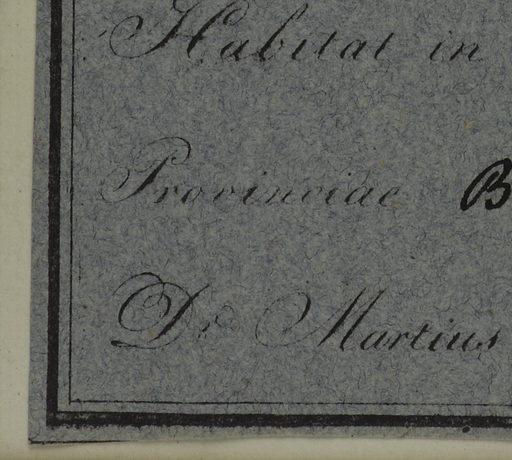 Habitat in
Provinciae B
Dr Martius